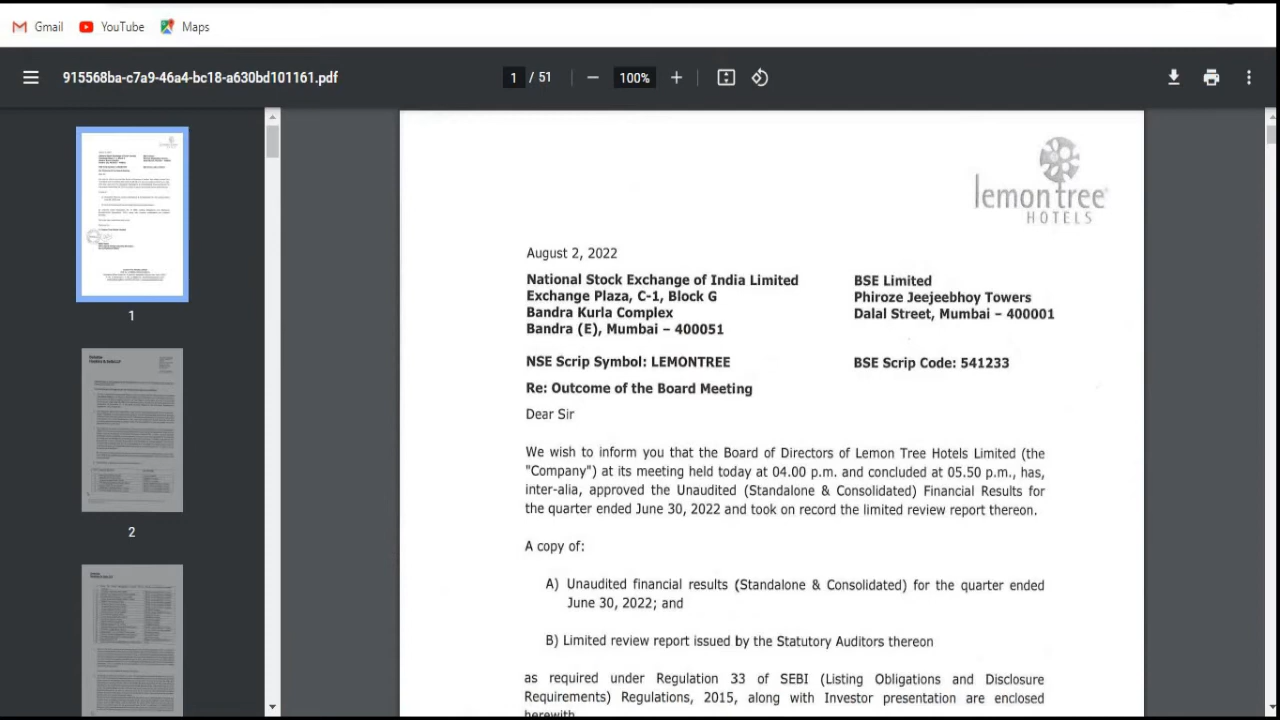 Gmail YouTube Maps
915568ba-c7a9-46a4-bc18-a630bd101161.pdf 1 / 51 100%
lemon tree®
HOTELS
August 2, 2022
National Stock Exchange of India Limited
Exchange Plaza, C-1, Block G
Bandra Kurla Complex
Bandra (E), Mumbai – 400051
BSE Limited
Phiroze Jeejeebhoy Towers
Dalal Street, Mumbai – 400001
NSE Scrip Symbol: LEMONTREE
BSE Scrip Code: 541233
Re: Outcome of the Board Meeting
Dear Sir
We wish to inform you that the Board of Directors of Lemon Tree Hotels Limited (the
"Company") at its meeting held today at 04.00 p.m. and concluded at 05.50 p.m., has,
inter-alia, approved the Unaudited (Standalone & Consolidated) Financial Results for
the quarter ended June 30, 2022 and took on record the limited review report thereon.
A copy of:
A) Unaudited financial results (Standalone & Consolidated) for the quarter ended
June 30, 2022; and
B) Limited review report issued by the Statutory Auditors thereon
as required under Regulation 33 of SEBI (Listing Obligations and Disclosure
Requirements) Regulations, 2015, along with Investor presentation are enclosed
herewith
1
2